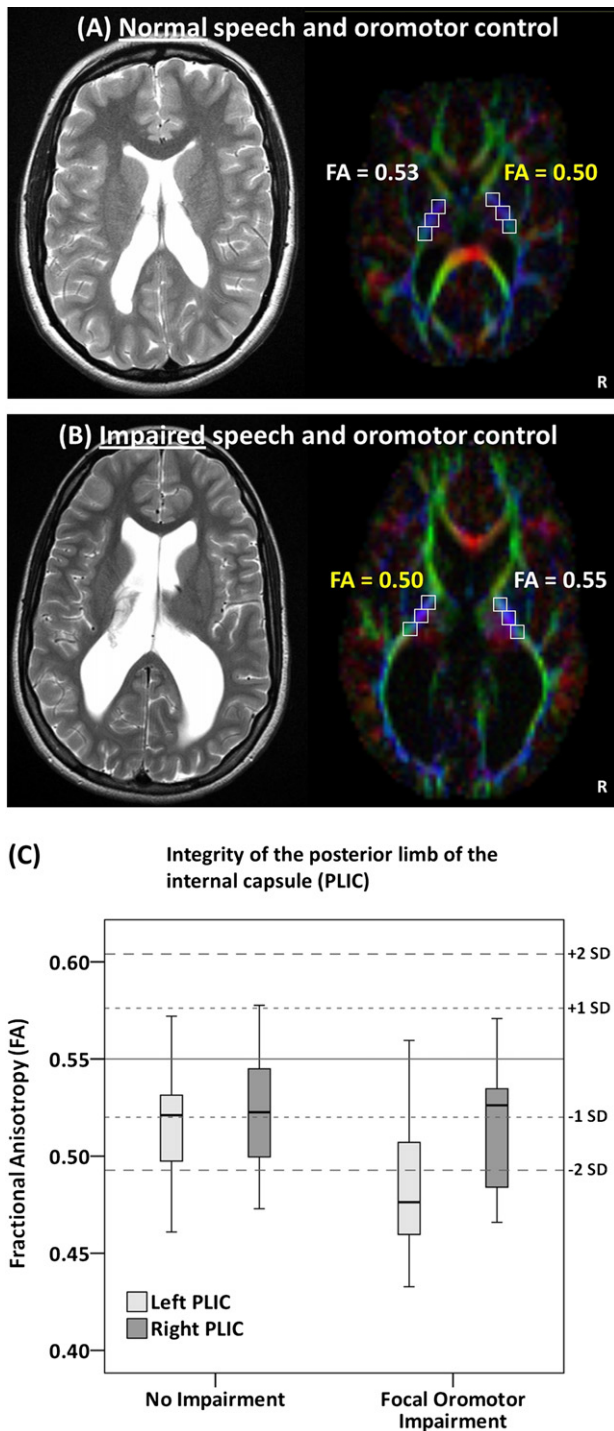 (A) Normal speech and oromotor control
FA = 0.53
FA = 0.50
R
(B) Impaired speech and oromotor control
FA = 0.50
FA = 0.55
R
(C)
Integrity of the posterior limb of the
internal capsule (PLIC)
Fractional Anisotropy (FA)
0.60
0.55
0.50
0.45
0.40
+2 SD
+1 SD
-1 SD
-2 SD
Left PLIC
Right PLIC
No Impairment
Focal Oromotor
Impairment